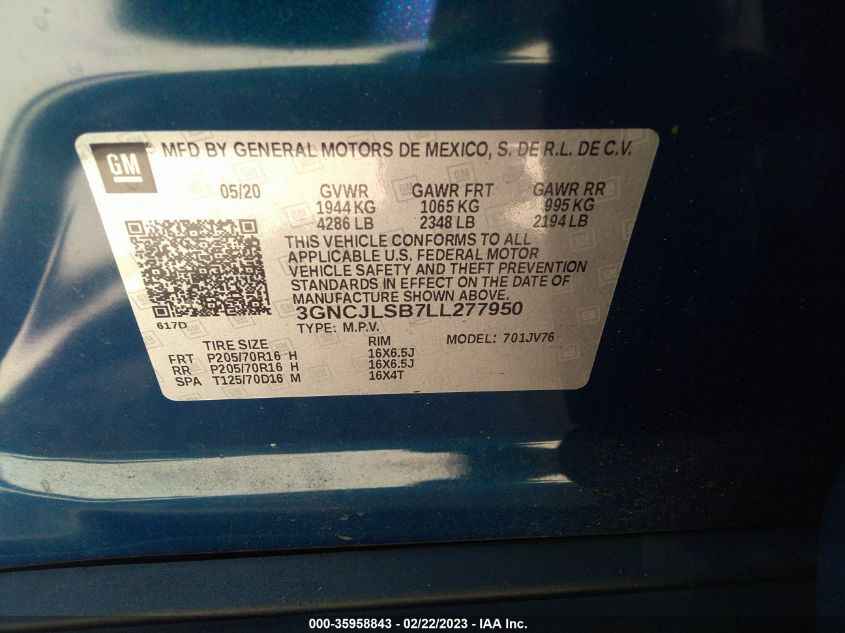 GM
MFD BY GENERAL MOTORS DE MEXICO, S. DE R.L. DE C.V.
05/20 GVWR GAWR FRT GAWR RR
1944 KG 1065 KG 995 KG
4286 LB 2348 LB 2194 LB
THIS VEHICLE CONFORMS TO ALL
APPLICABLE U.S. FEDERAL MOTOR
VEHICLE SAFETY AND THEFT PREVENTION
STANDARDS IN EFFECT ON THE DATE OF
MANUFACTURE SHOWN ABOVE.
617D
3GNCJLSB7LL277950
TYPE: M.P.V. MODEL: 701JV76
TIRE SIZE RIM
FRT P205/70R16 H 16X6.5J
RR P205/70R16 H 16X6.5J
SPA T125/70D16 M 16X4T
000-35958843 - 02/22/2023 - IAA Inc.